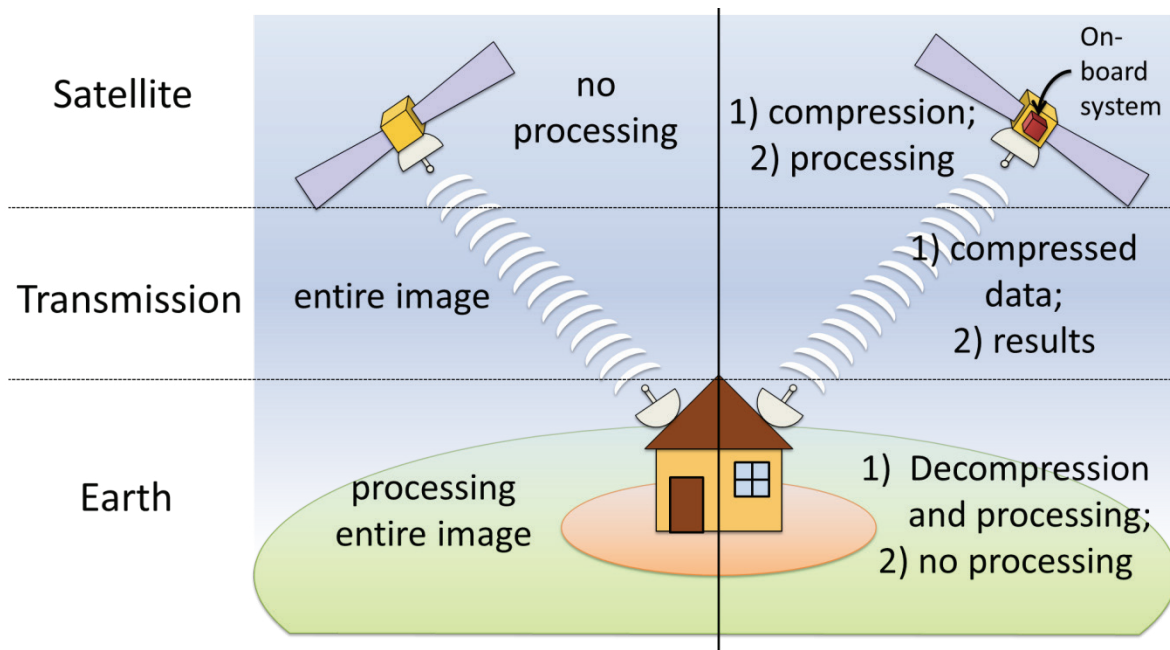 Satellite
no
processing
1) compression;
2) processing
On-
board
system
Transmission
entire image
1) compressed
data;
2) results
Earth
processing
entire image
1) Decompression
and processing;
2) no processing